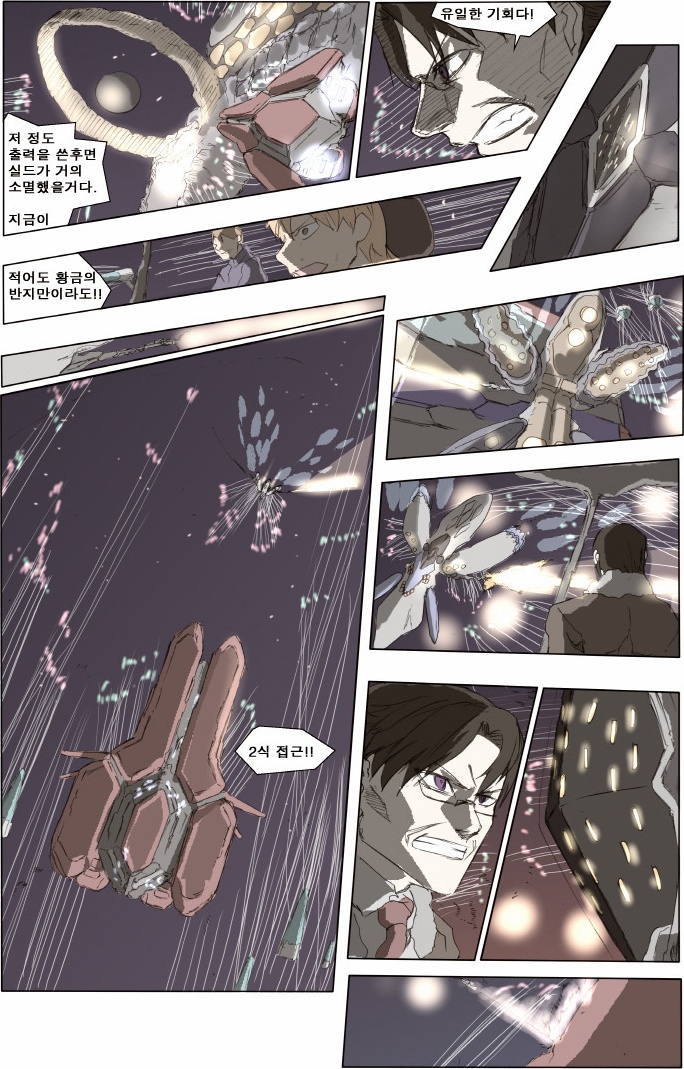 저 정도
출력을 쓴후면
실드가 거의
소멸했을거다.
지금이
유일한 기회다!
적어도 황금의
반지만이라도!!
2식 접근!!